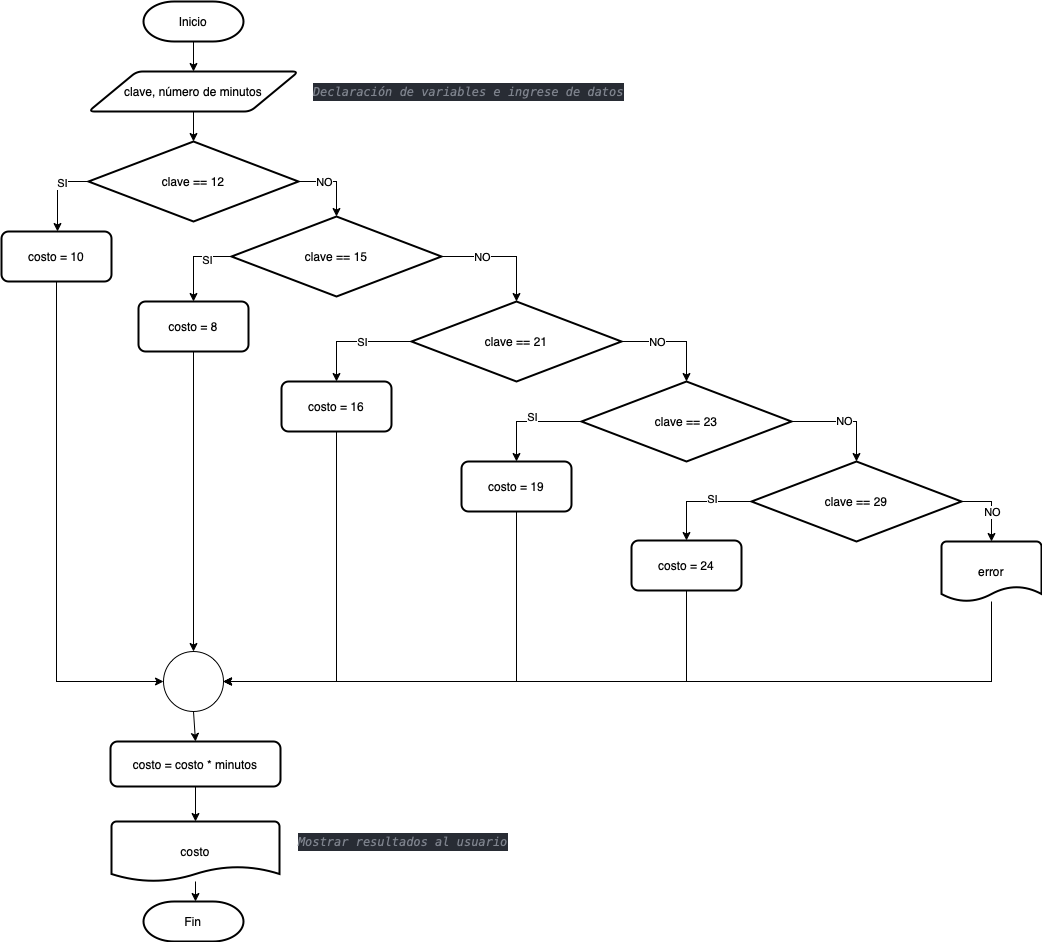 Inicio
clave, número de minutos
Declaración de variables e ingrese de datos
clave == 12
SI
NO
costo = 10
clave == 15
SI
NO
costo = 8
clave == 21
SI
NO
costo = 16
clave == 23
SI
NO
costo = 19
clave == 29
SI
NO
costo = 24
error
costo = costo * minutos
costo
Mostrar resultados al usuario
Fin